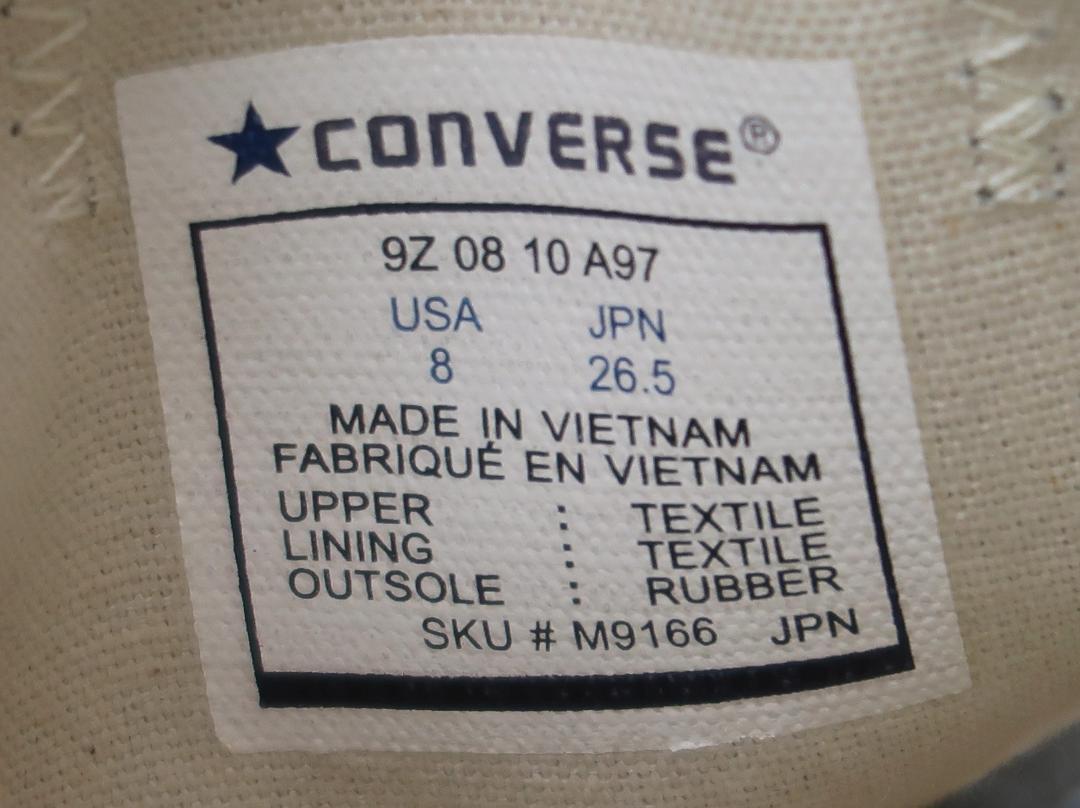 ★CONVERSE®
9Z 08 10 A97
USA JPN
8 26.5
MADE IN VIETNAM
FABRIQUÉ EN VIETNAM
UPPER : TEXTILE
LINING : TEXTILE
OUTSOLE : RUBBER
SKU # M9166 JPN